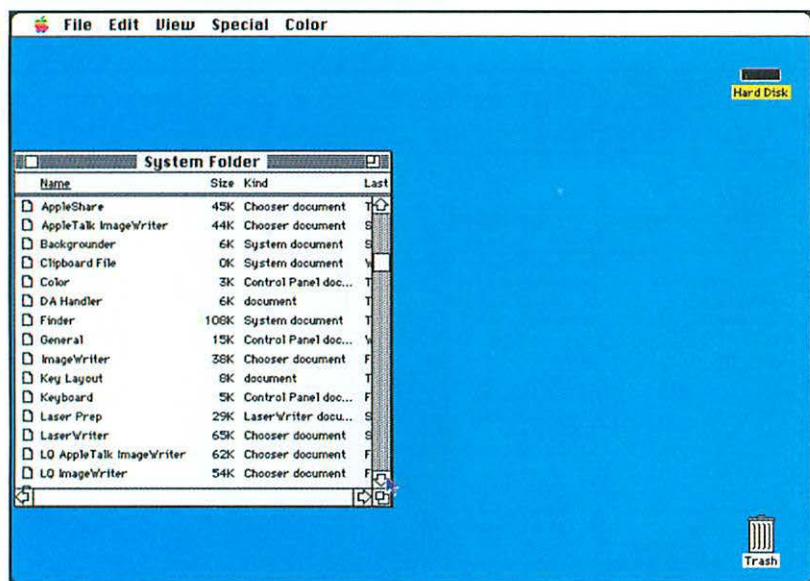 File Edit View Special Color
Hard Disk
System Folder
Name Size Kind Last
AppleShare 45K Chooser document T
AppleTalk ImageWriter 44K Chooser document S
Backgrounder 6K System document S
Clipboard File 0K System document W
Color 3K Control Panel doc... T
DA Handler 6K document T
Finder 108K System document T
General 15K Control Panel doc... W
ImageWriter 38K Chooser document F
Key Layout 8K document T
Keyboard 5K Control Panel doc... F
Laser Prep 29K LaserWriter docu... S
LaserWriter 65K Chooser document S
LQ AppleTalk ImageWriter 62K Chooser document F
LQ ImageWriter 54K Chooser document F
Trash